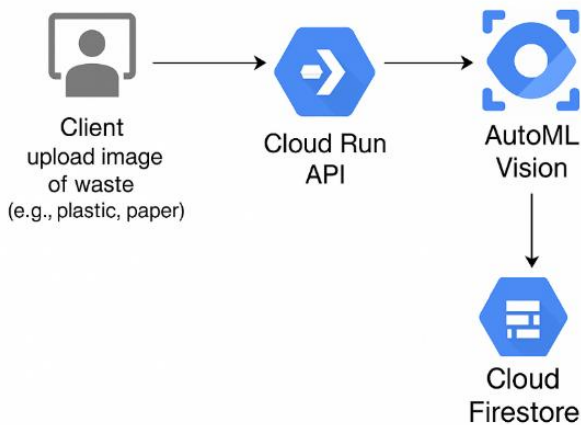 Client
upload image
of waste
(e.g., plastic, paper)
Cloud Run
API
AutoML
Vision
Cloud
Firestore